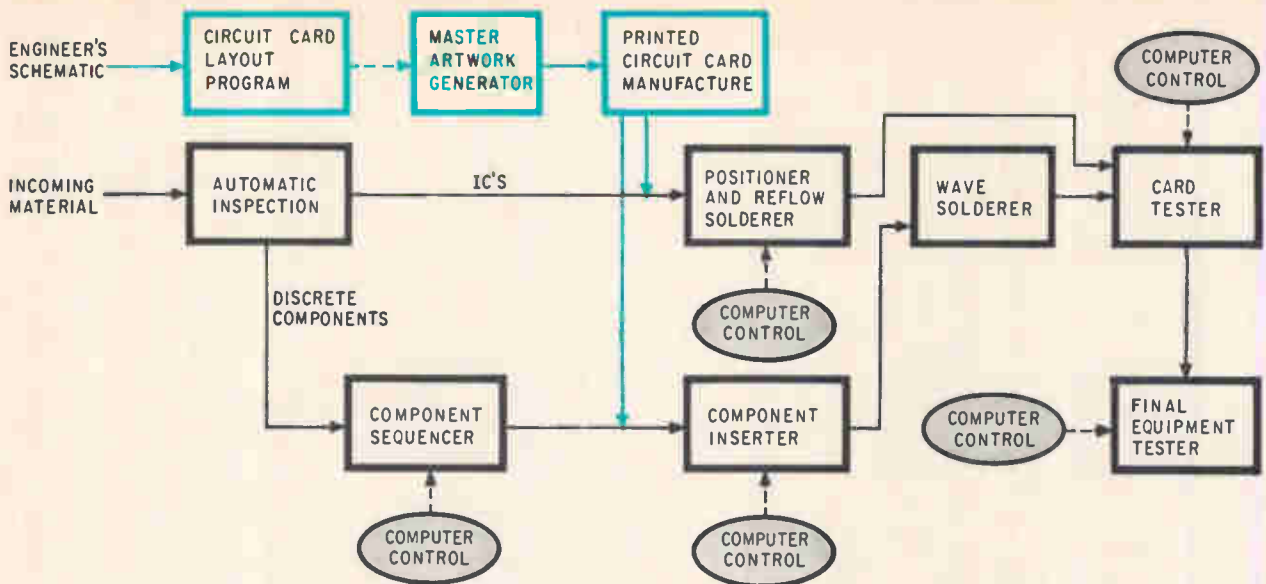 ENGINEER'S
SCHEMATIC
CIRCUIT CARD
LAYOUT
PROGRAM
MASTER
ARTWORK
GENERATOR
PRINTED
CIRCUIT CARD
MANUFACTURE
COMPUTER
CONTROL
INCOMING
MATERIAL
AUTOMATIC
INSPECTION
IC'S
POSITIONER
AND REFLOW
SOLDERER
WAVE
SOLDERER
CARD
TESTER
DISCRETE
COMPONENTS
COMPUTER
CONTROL
COMPONENT
SEQUENCER
COMPONENT
INSERTER
COMPUTER
CONTROL
FINAL
EQUIPMENT
TESTER
COMPUTER
CONTROL
COMPUTER
CONTROL